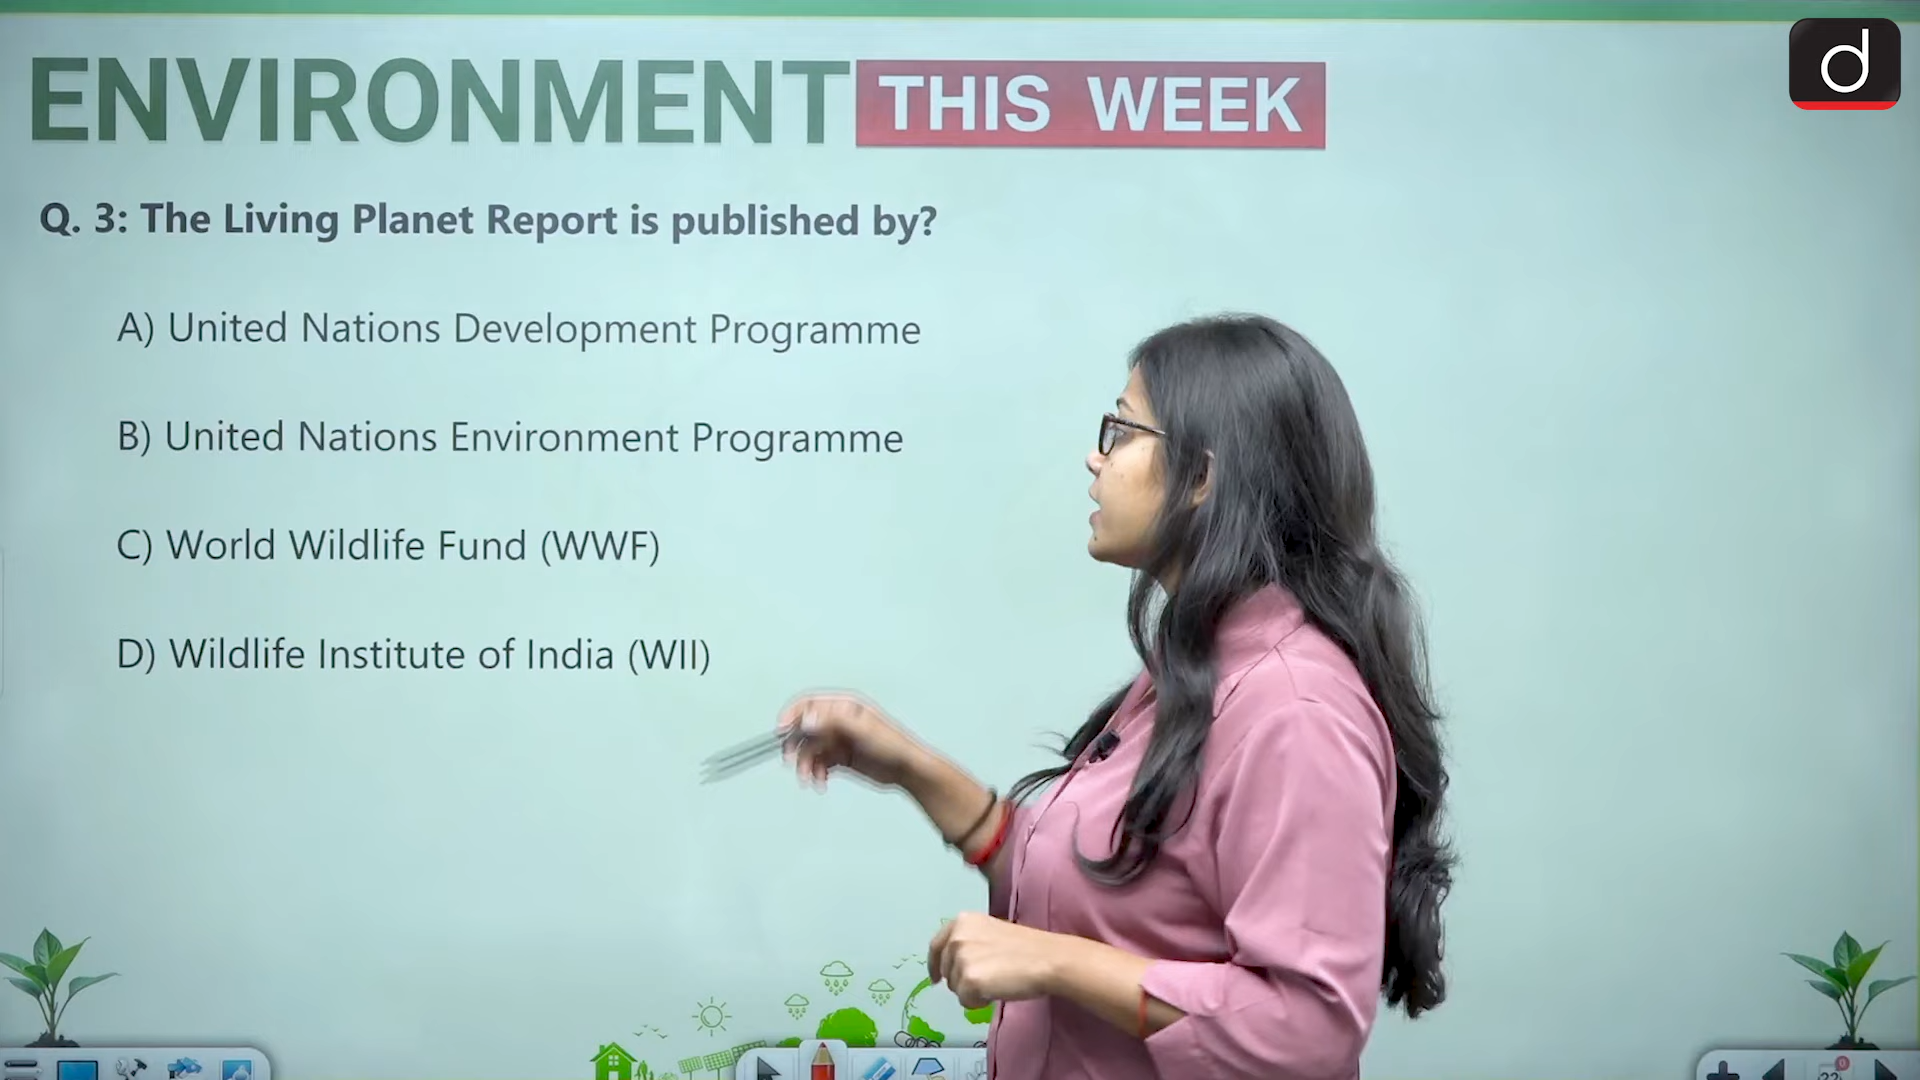 ENVIRONMENT THIS WEEK
d
Q. 3: The Living Planet Report is published by?
A) United Nations Development Programme
B) United Nations Environment Programme
C) World Wildlife Fund (WWF)
D) Wildlife Institute of India (WII)